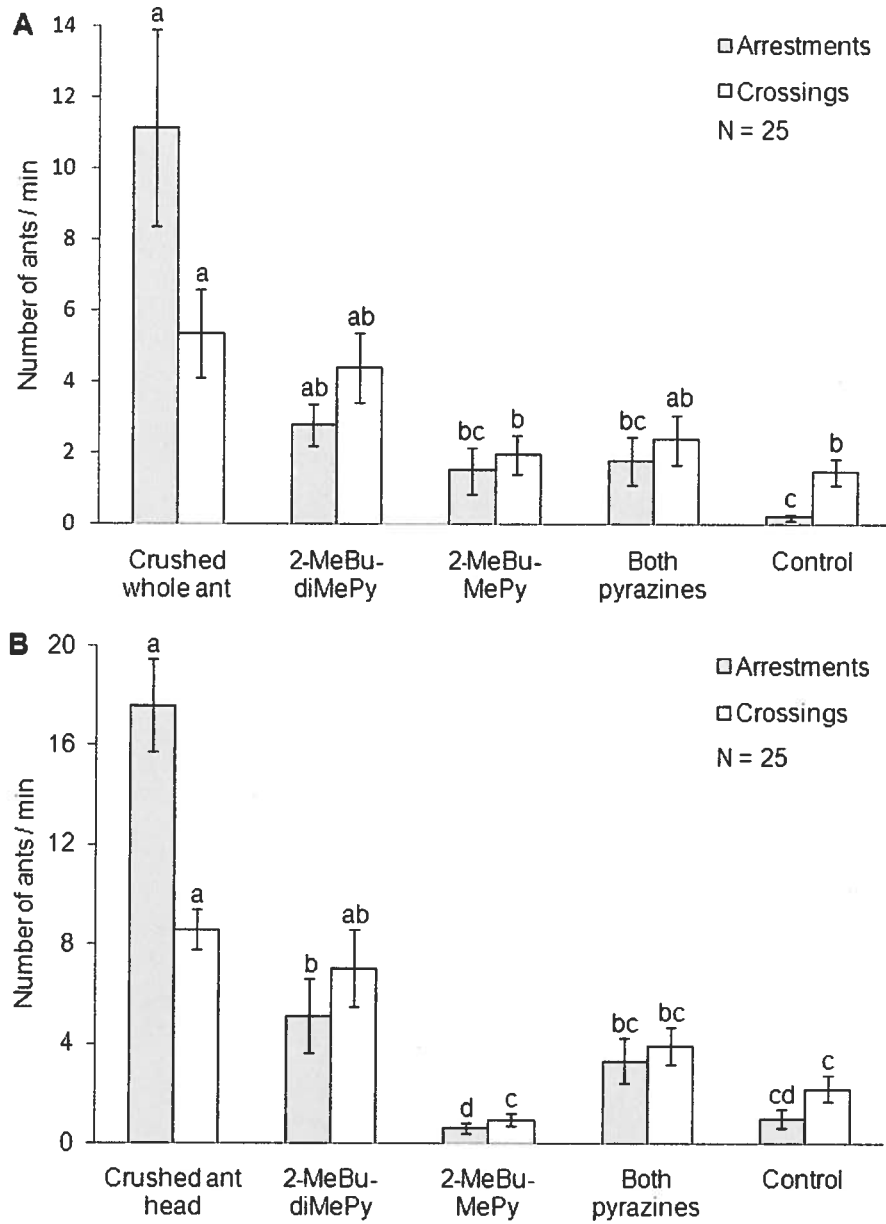 A
14
12
10
8
6
4
2
0
Number of ants / min
Arrestments
Crossings
N = 25
a
a
ab
ab
bc
b
bc
ab
c
b
Crushed
whole ant
2-MeBu-
diMePy
2-MeBu-
MePy
Both
pyrazines
Control
B
20
16
12
8
4
0
Number of ants / min
Arrestments
Crossings
N = 25
a
a
b
ab
d
c
bc
bc
cd
c
Crushed ant
head
2-MeBu-
diMePy
2-MeBu-
MePy
Both
pyrazines
Control